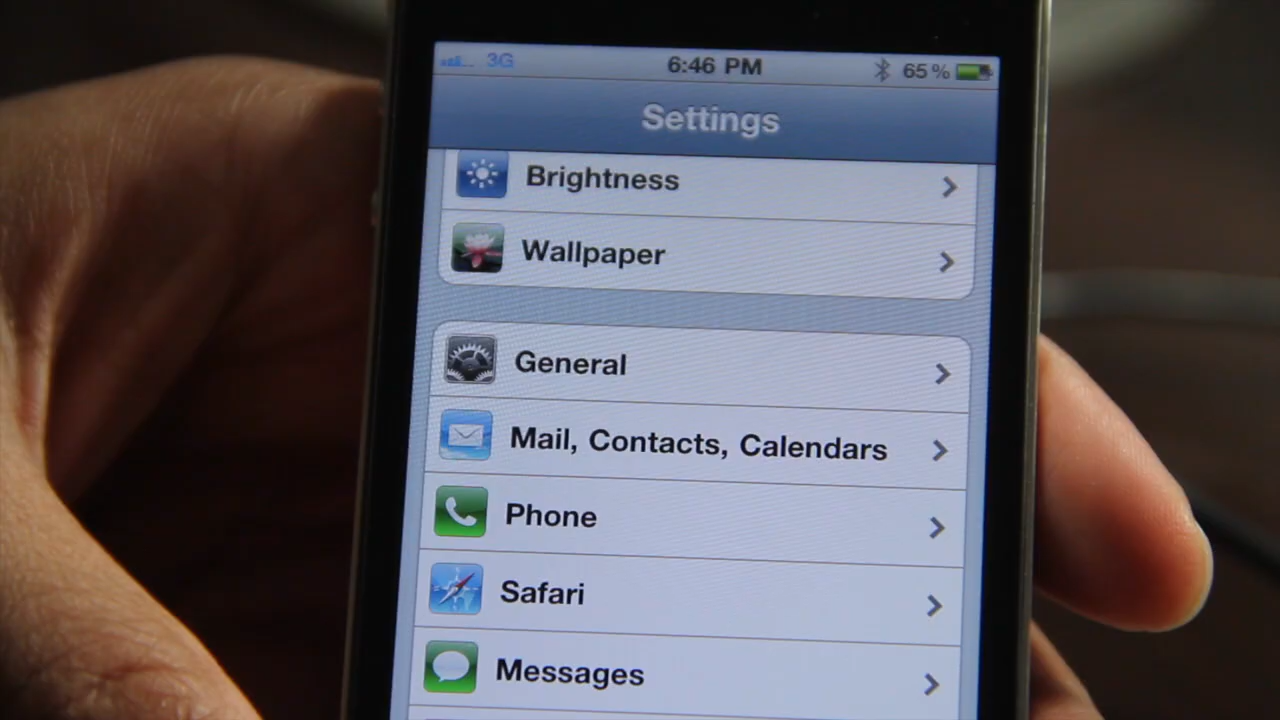 3G 6:46 PM 65%
Settings
Brightness
Wallpaper
General
Mail, Contacts, Calendars
Phone
Safari
Messages